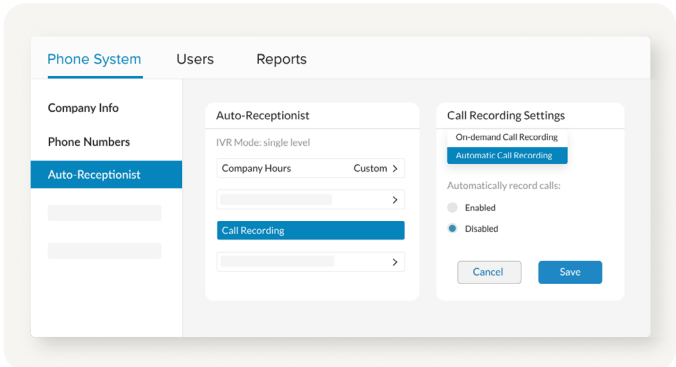 Phone System Users Reports
Company Info
Phone Numbers
Auto-Receptionist
Auto-Receptionist
IVR Mode: single level
Company Hours Custom >
>
Call Recording
>
Call Recording Settings
On-demand Call Recording
Automatic Call Recording
Automatically record calls:
Enabled
Disabled
Cancel Save